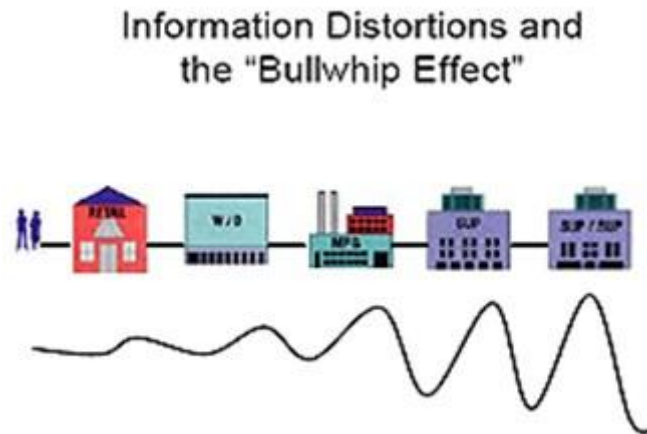 Information Distortions and
the “Bullwhip Effect”
RETAIL
W / D
MFG
SUP
SUP / SUP